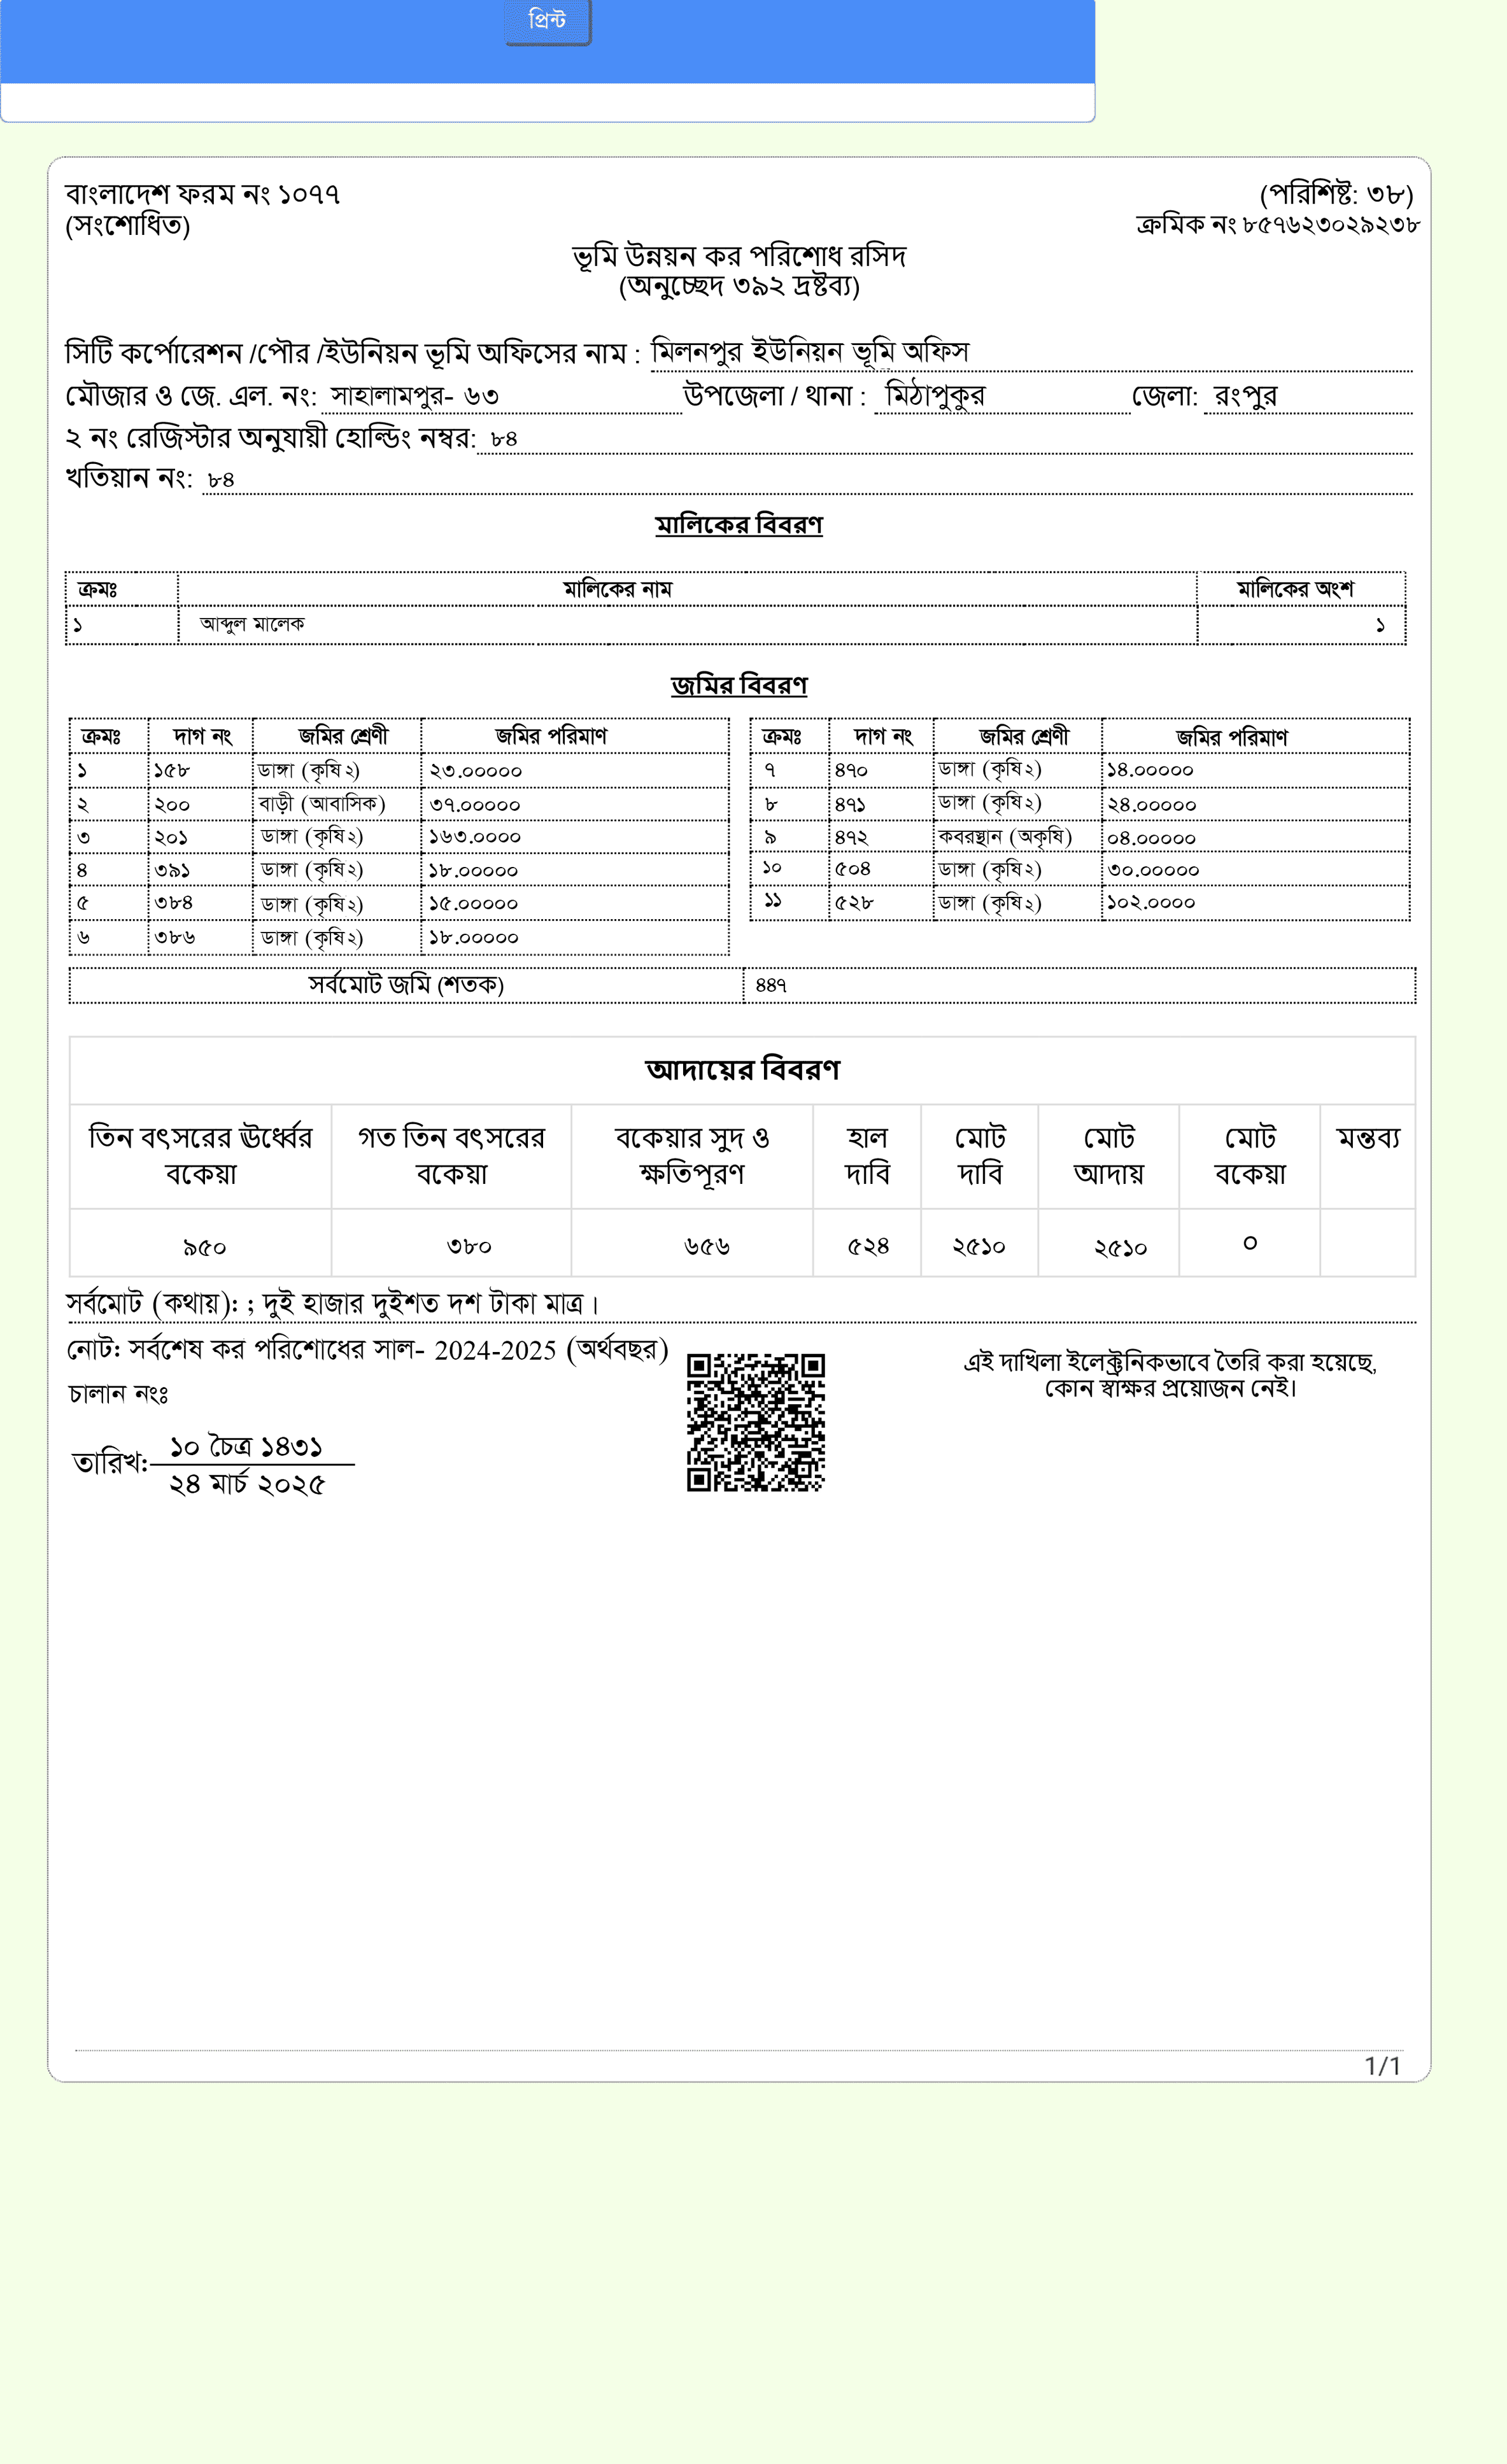 প্রিন্ট
বাংলাদেশ ফরম নং ১০৭৭
(সংশোধিত)
(পরিশিষ্ট: ৩৮)
ক্রমিক নং ৮৫৭৬২৩০২৯২৩৮
ভূমি উন্নয়ন কর পরিশোধ রসিদ
(অনুচ্ছেদ ৩৯২ দ্রষ্টব্য)
সিটি কর্পোরেশন /পৌর /ইউনিয়ন ভূমি অফিসের নাম : মিলনপুর ইউনিয়ন ভূমি অফিস
মৌজার ও জে. এল. নং: সাহালামপুর- ৬৩ উপজেলা / থানা : মিঠাপুকুর জেলা: রংপুর
২ নং রেজিস্টার অনুযায়ী হোল্ডিং নম্বর: ৮৪
খতিয়ান নং: ৮৪
মালিকের বিবরণ
ক্রমঃ মালিকের নাম মালিকের অংশ
১ আব্দুল মালেক ১
জমির বিবরণ
ক্রমঃ দাগ নং জমির শ্রেণী জমির পরিমাণ
১ ১৫৮ ডাঙ্গা (কৃষি২) ২৩.০০০০০
২ ২০০ বাড়ী (আবাসিক) ৩৭.০০০০০
৩ ২০১ ডাঙ্গা (কৃষি২) ১৬৩.০০০০
৪ ৩৯১ ডাঙ্গা (কৃষি২) ১৮.০০০০০
৫ ৩৮৪ ডাঙ্গা (কৃষি২) ১৫.০০০০০
৬ ৩৮৬ ডাঙ্গা (কৃষি২) ১৮.০০০০০
ক্রমঃ দাগ নং জমির শ্রেণী জমির পরিমাণ
৭ ৪৭০ ডাঙ্গা (কৃষি২) ১৪.০০০০০
৮ ৪৭১ ডাঙ্গা (কৃষি২) ২৪.০০০০০
৯ ৪৭২ কবরস্থান (অকৃষি) ০৪.০০০০০
১০ ৫০৪ ডাঙ্গা (কৃষি২) ৩০.০০০০০
১১ ৫২৮ ডাঙ্গা (কৃষি২) ১০২.০০০০
সর্বমোট জমি (শতক) ৪৪৭
আদায়ের বিবরণ
তিন বৎসরের ঊর্ধ্বের বকেয়া গত তিন বৎসরের বকেয়া বকেয়ার সুদ ও ক্ষতিপূরণ হাল দাবি মোট দাবি মোট আদায় মোট বকেয়া মন্তব্য
৯৫০ ৩৮০ ৬৫৬ ৫২৪ ২৫১০ ২৫১০ ০
সর্বমোট (কথায়): ; দুই হাজার দুইশত দশ টাকা মাত্র।
নোট: সর্বশেষ কর পরিশোধের সাল- 2024-2025 (অর্থবছর)
চালান নংঃ
তারিখ: ১০ চৈত্র ১৪৩১
২৪ মার্চ ২০২৫
এই দাখিলা ইলেক্ট্রনিকভাবে তৈরি করা হয়েছে,
কোন স্বাক্ষর প্রয়োজন নেই।
1/1